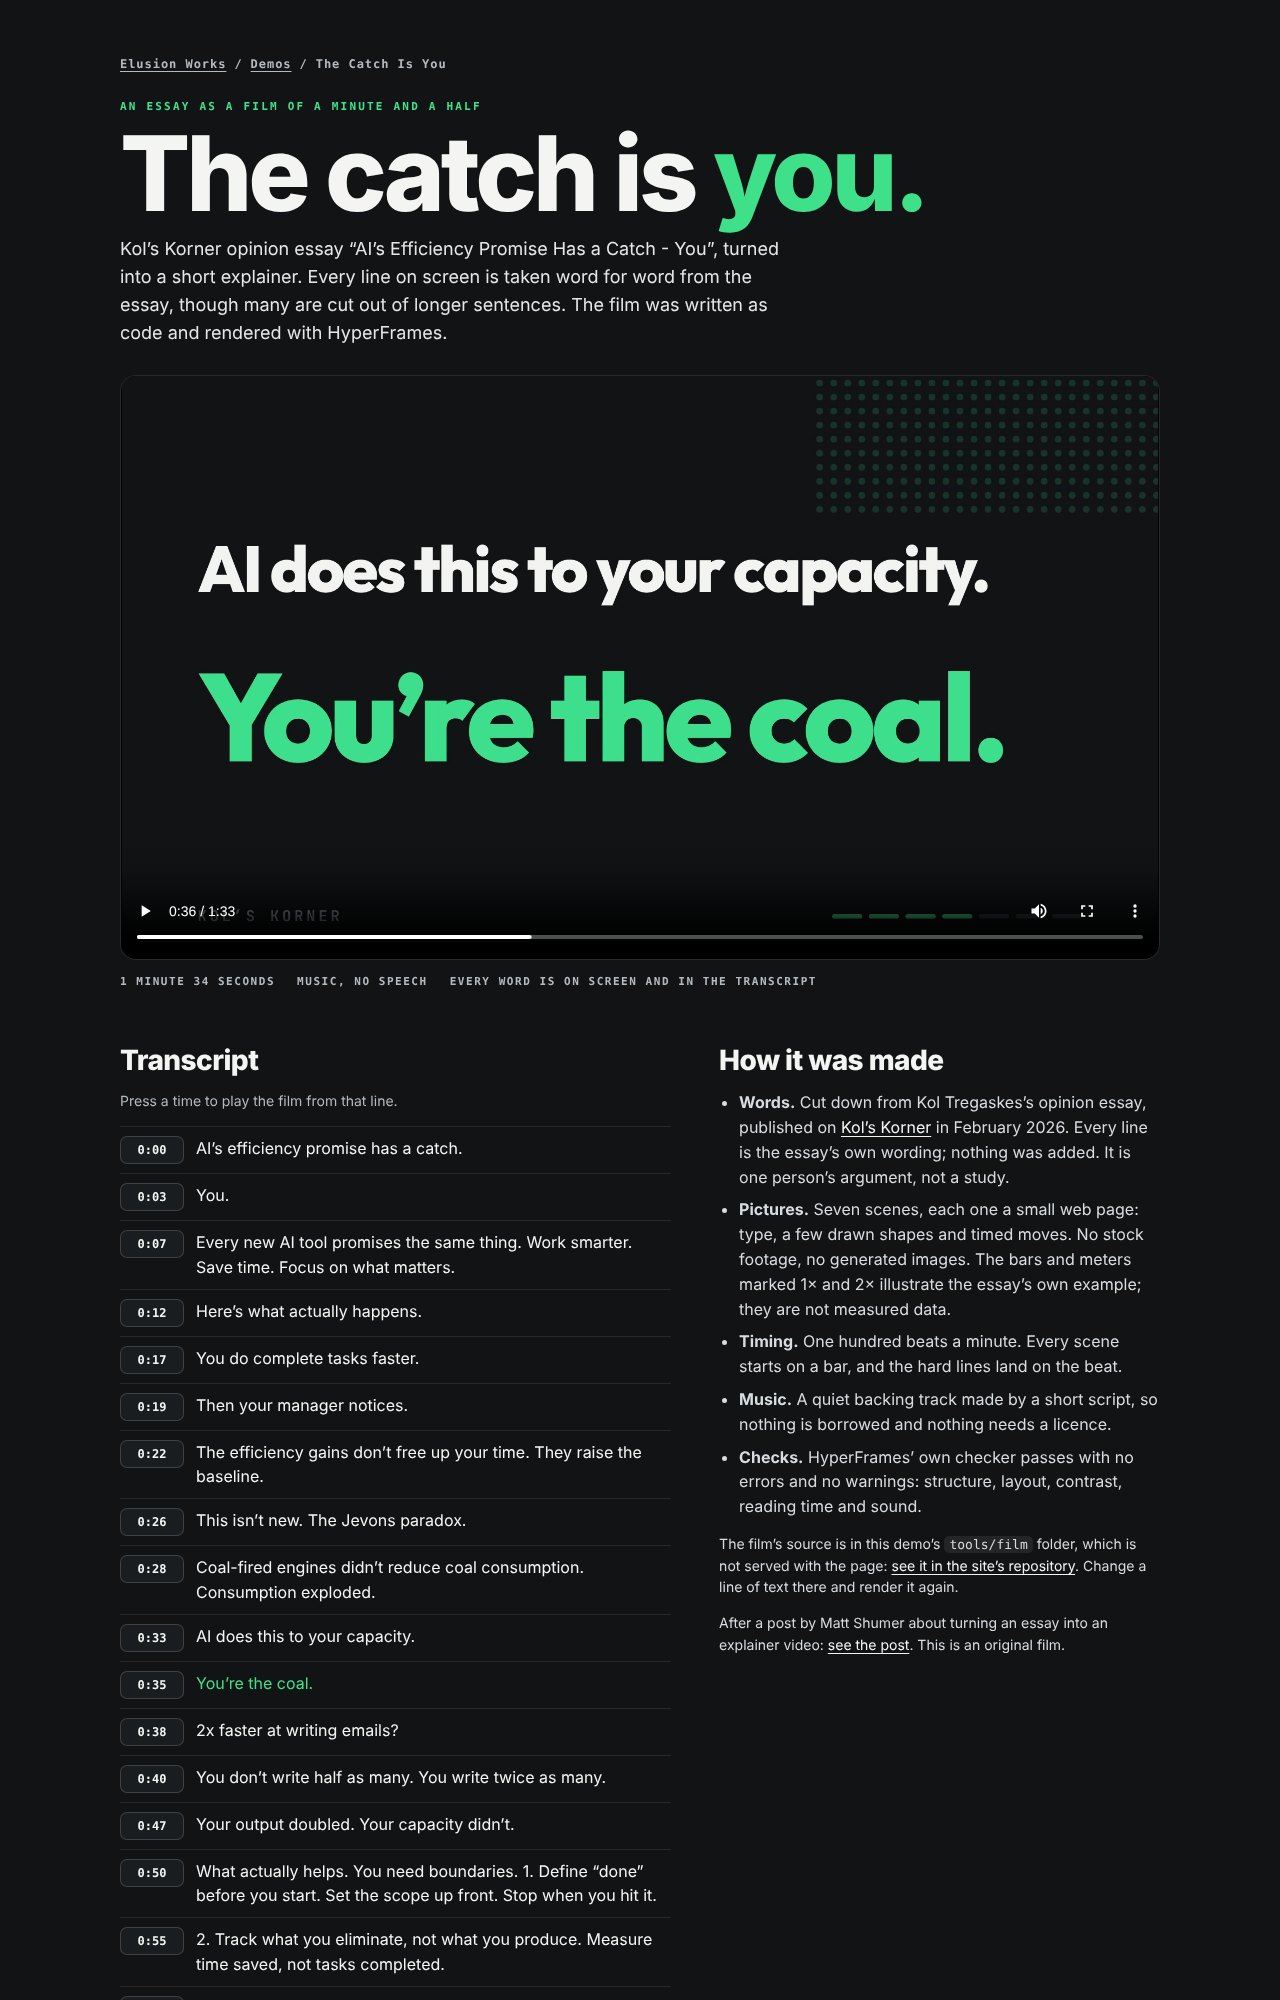 Elusion Works / Demos / The Catch Is You
AN ESSAY AS A FILM OF A MINUTE AND A HALF
The catch is you.
Kol’s Korner opinion essay “AI’s Efficiency Promise Has a Catch - You”, turned
into a short explainer. Every line on screen is taken word for word from the
essay, though many are cut out of longer sentences. The film was written as
code and rendered with HyperFrames.
AI does this to your capacity.
You’re the coal.
KOL’S KORNER
0:36 / 1:33
1 MINUTE 34 SECONDS MUSIC, NO SPEECH EVERY WORD IS ON SCREEN AND IN THE TRANSCRIPT
Transcript
Press a time to play the film from that line.
0:00 AI’s efficiency promise has a catch.
0:03 You.
0:07 Every new AI tool promises the same thing. Work smarter.
Save time. Focus on what matters.
0:12 Here’s what actually happens.
0:17 You do complete tasks faster.
0:19 Then your manager notices.
0:22 The efficiency gains don’t free up your time. They raise the
baseline.
0:26 This isn’t new. The Jevons paradox.
0:28 Coal-fired engines didn’t reduce coal consumption.
Consumption exploded.
0:33 AI does this to your capacity.
0:35 You’re the coal.
0:38 2x faster at writing emails?
0:40 You don’t write half as many. You write twice as many.
0:47 Your output doubled. Your capacity didn’t.
0:50 What actually helps. You need boundaries. 1. Define “done”
before you start. Set the scope up front. Stop when you hit it.
0:55 2. Track what you eliminate, not what you produce. Measure
time saved, not tasks completed.
How it was made
• Words. Cut down from Kol Tregaskes’s opinion essay,
published on Kol’s Korner in February 2026. Every line
is the essay’s own wording; nothing was added. It is
one person’s argument, not a study.
• Pictures. Seven scenes, each one a small web page:
type, a few drawn shapes and timed moves. No stock
footage, no generated images. The bars and meters
marked 1× and 2× illustrate the essay’s own example;
they are not measured data.
• Timing. One hundred beats a minute. Every scene
starts on a bar, and the hard lines land on the beat.
• Music. A quiet backing track made by a short script, so
nothing is borrowed and nothing needs a licence.
• Checks. HyperFrames’ own checker passes with no
errors and no warnings: structure, layout, contrast,
reading time and sound.
The film’s source is in this demo’s tools/film folder, which is
not served with the page: see it in the site’s repository. Change a
line of text there and render it again.
After a post by Matt Shumer about turning an essay into an
explainer video: see the post. This is an original film.